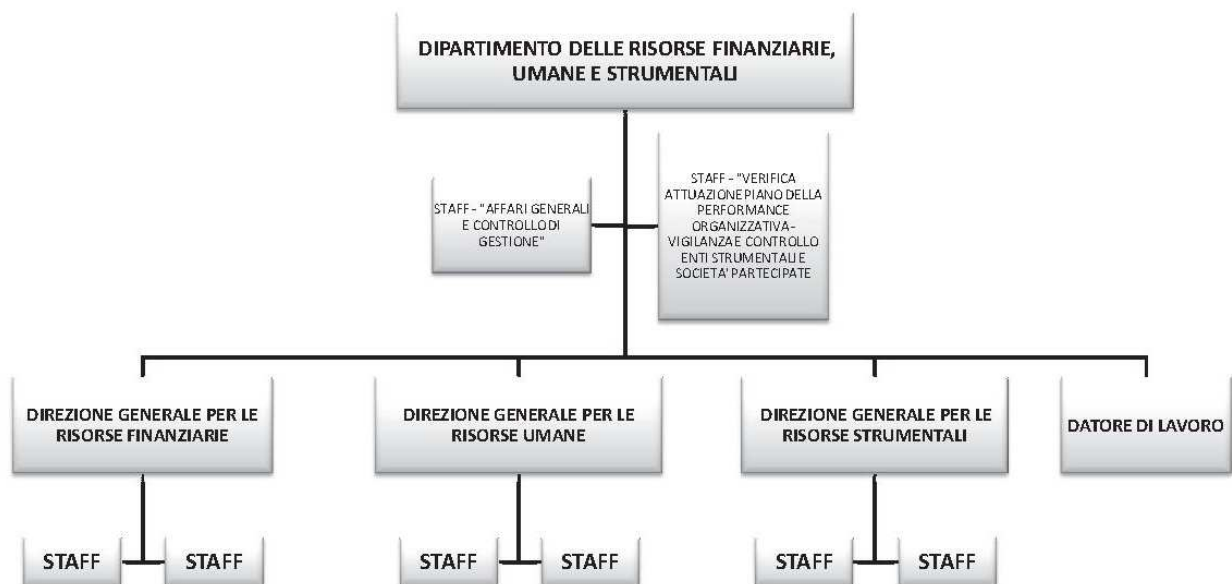 DIPARTIMENTO DELLE RISORSE FINANZIARIE,
UMANE E STRUMENTALI
STAFF - "AFFARI GENERALI
E CONTROLLO DI
GESTIONE"
STAFF - "VERIFICA
ATTUAZIONE PIANO DELLA
PERFORMANCE
ORGANIZZATIVA -
VIGILANZA E CONTROLLO
ENTI STRUMENTALI E
SOCIETA' PARTECIPATE
DIREZIONE GENERALE PER LE
RISORSE FINANZIARIE
DIREZIONE GENERALE PER LE
RISORSE UMANE
DIREZIONE GENERALE PER LE
RISORSE STRUMENTALI
DATORE DI LAVORO
STAFF
STAFF
STAFF
STAFF
STAFF
STAFF